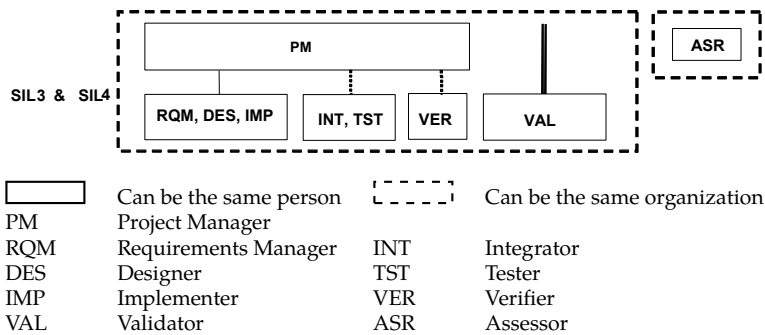 PM
ASR
SIL3 & SIL4
RQM, DES, IMP
INT, TST
VER
VAL
Can be the same person
Can be the same organization
PM Project Manager
RQM Requirements Manager INT Integrator
DES Designer TST Tester
IMP Implementer VER Verifier
VAL Validator ASR Assessor